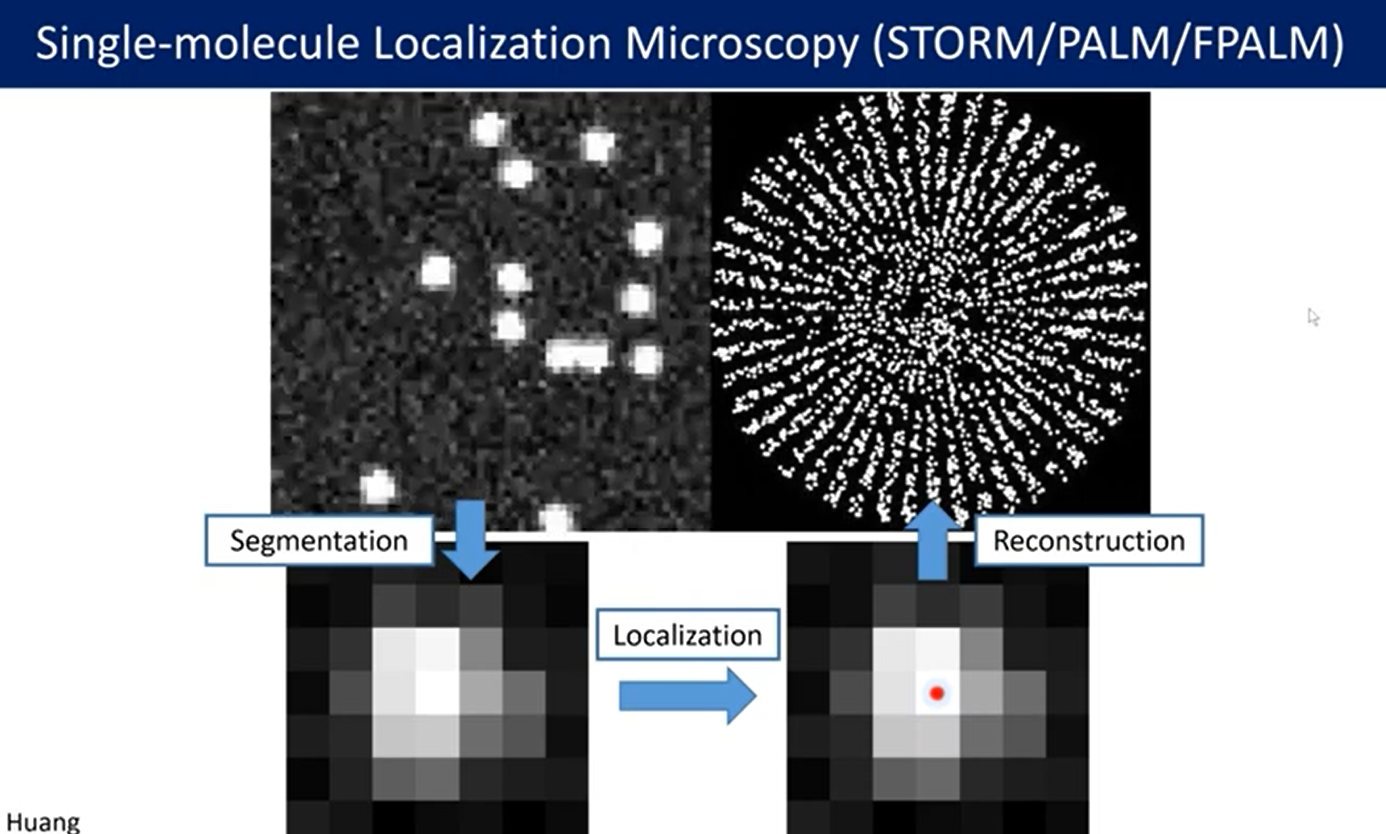 Single-molecule Localization Microscopy (STORM/PALM/FPALM)
Segmentation
Reconstruction
Localization
Huang